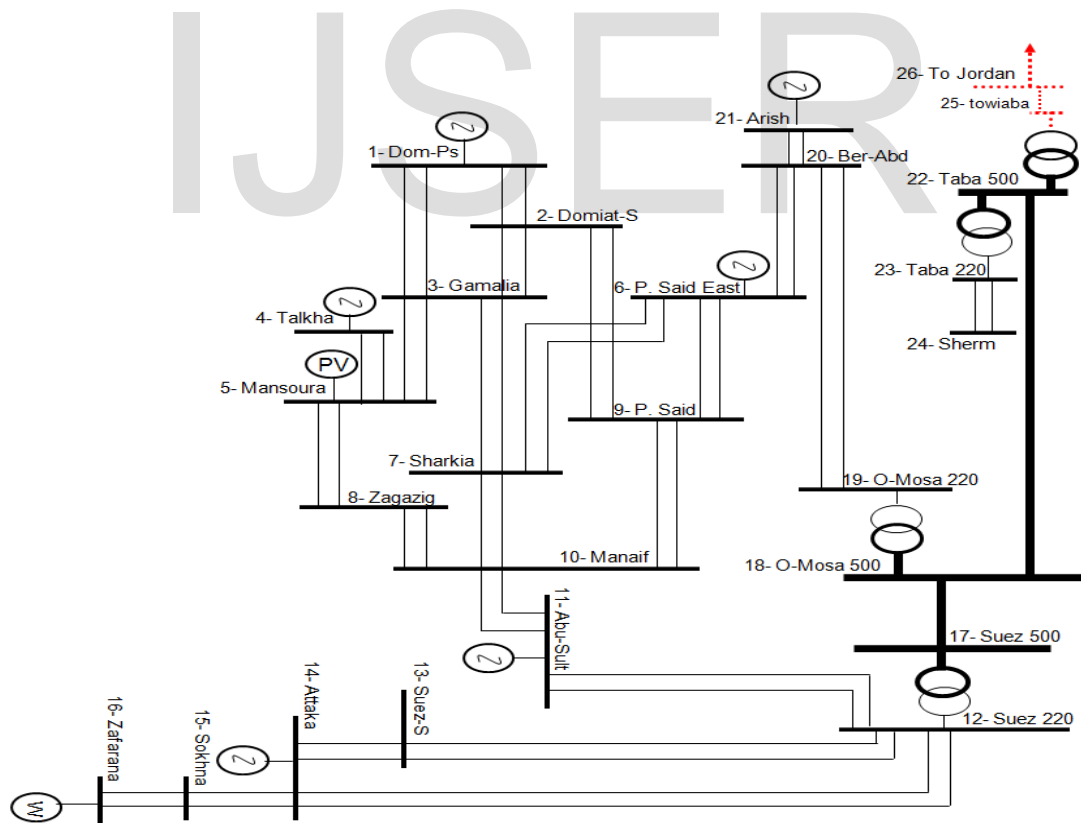 IJSER
26- To Jordan
25- towiaba
21- Arish
1- Dom-Ps
20- Ber-Abd
22- Taba 500
2- Domiat-S
23- Taba 220
3- Gamalia
6- P. Said East
4- Talkha
24- Sherm
PV
5- Mansoura
9- P. Said
7- Sharkia
19- O-Mosa 220
8- Zagazig
10- Manaif
18- O-Mosa 500
11- Abu-Sult
17- Suez 500
14- Attaka
13- Suez-S
12- Suez 220
16- Zafarana
15- Sokhna
W